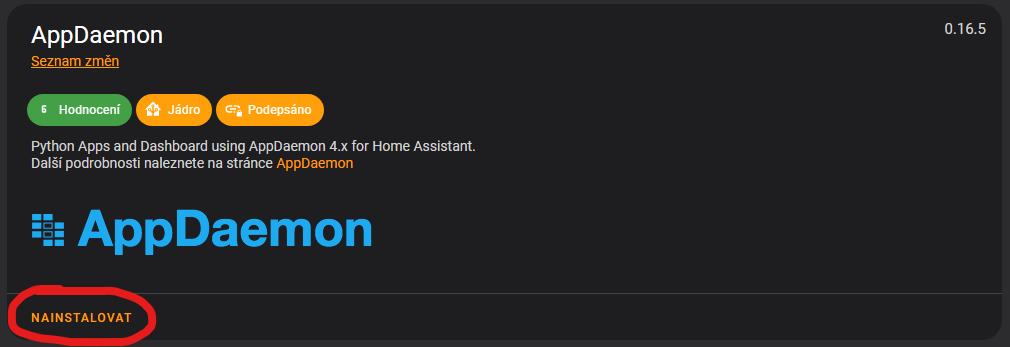 AppDaemon
0.16.5
Seznam změn
5 Hodnocení Jádro Podepsáno
Python Apps and Dashboard using AppDaemon 4.x for Home Assistant.
Další podrobnosti naleznete na stránce AppDaemon
AppDaemon
NAINSTALOVAT